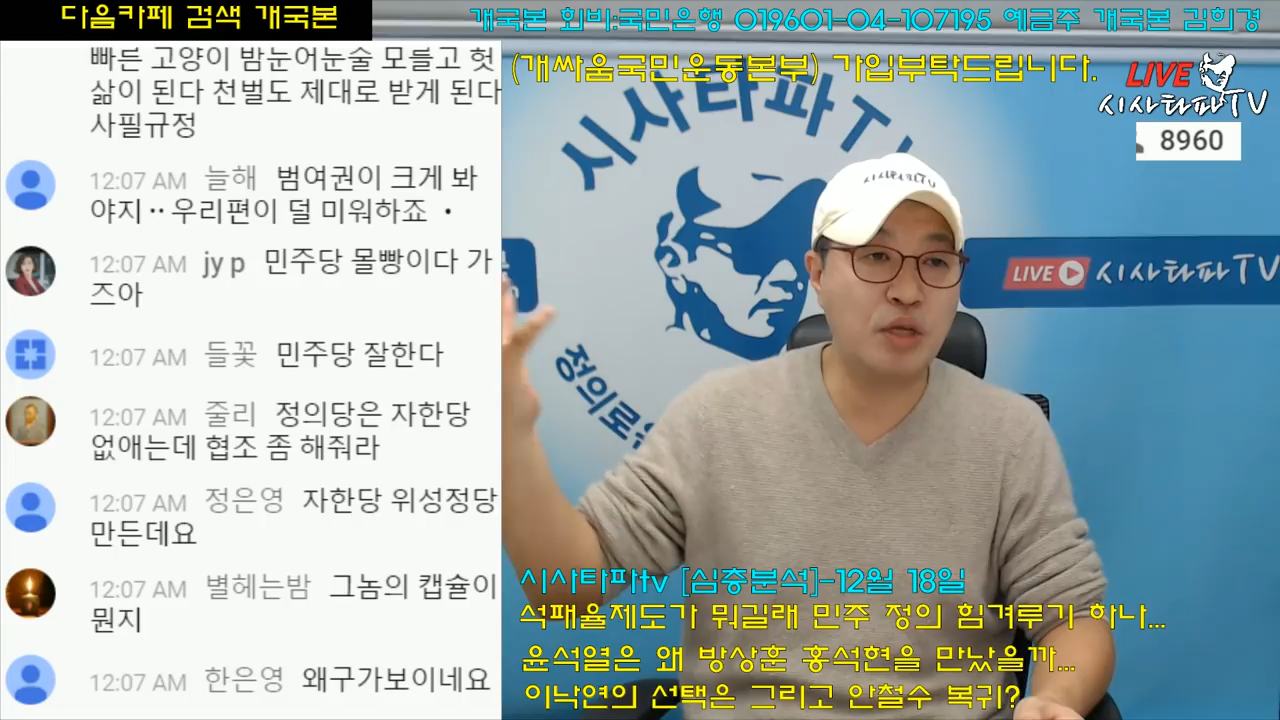 다음카페 검색 개국본
개국본 회비:국민은행 019601-04-107195 예금주 개국본 김희경
(개싸움국민운동본부) 가입부탁드립니다.
LIVE
시사타파TV
8960
빠른 고양이 밤눈어눈술 모를고 헛
삶이 된다 천벌도 제대로 받게 된다
사필규정
12:07 AM 늘해 범여권이 크게 봐
야지··우리편이 덜 미워하죠 ·
12:07 AM jy p 민주당 몰빵이다 가
즈아
12:07 AM 들꽃 민주당 잘한다
12:07 AM 줄리 정의당은 자한당
없애는데 협조 좀 해줘라
12:07 AM 정은영 자한당 위성정당
만든데요
12:07 AM 별헤는밤 그놈의 캡슐이
뭔지
12:07 AM 한은영 왜구가보이네요
시사타파TV
정의로운
시사타파TV
LIVE 시사타파TV
시사타파tv [심층분석]-12월 18일
석패율제도가 뭐길래 민주 정의 힘겨루기 하나...
윤석열은 왜 방상훈 홍석현을 만났을까...
이낙연의 선택은 그리고 안철수 복귀?